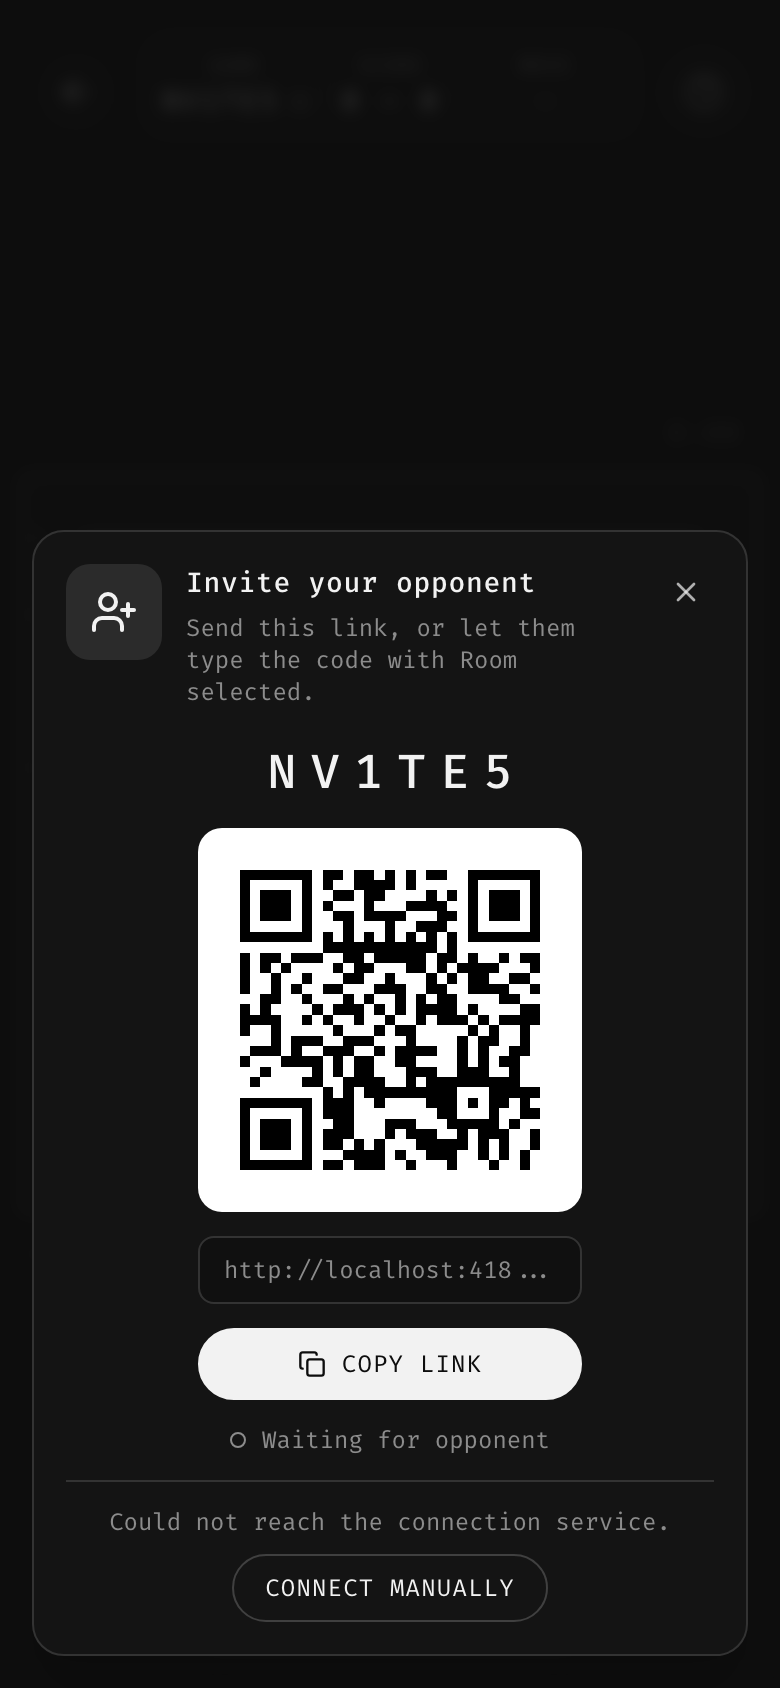 Invite your opponent
Send this link, or let them
type the code with Room
selected.
NV1TE5
http://localhost:418...
COPY LINK
Waiting for opponent
Could not reach the connection service.
CONNECT MANUALLY